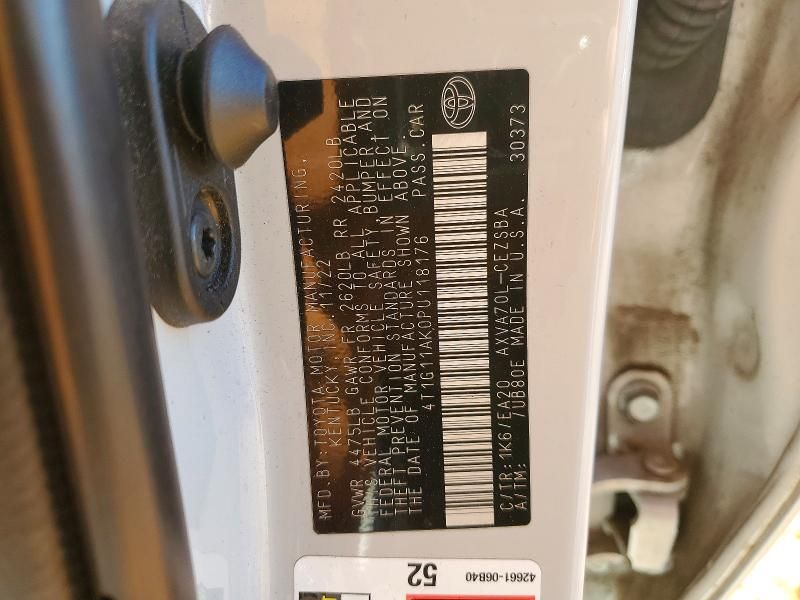 MFD.BY:TOYOTA MOTOR MANUFACTURING,
KENTUCKY INC. 11/22
GVWR 4475LB GAWR FR 2620LB RR 2420LB
THIS VEHICLE CONFORMS TO ALL APPLICABLE
FEDERAL MOTOR VEHICLE SAFETY, BUMPER AND
THEFT PREVENTION STANDARDS IN EFFECT ON
THE DATE OF MANUFACTURE SHOWN ABOVE.
4T1G11AK0PU118176 PASS.CAR
C/TR:1K6/EA20 AXVA70L-CEZSBA
A/TM: 7UB80E MADE IN U.S.A. 30373
52
42661-06B40